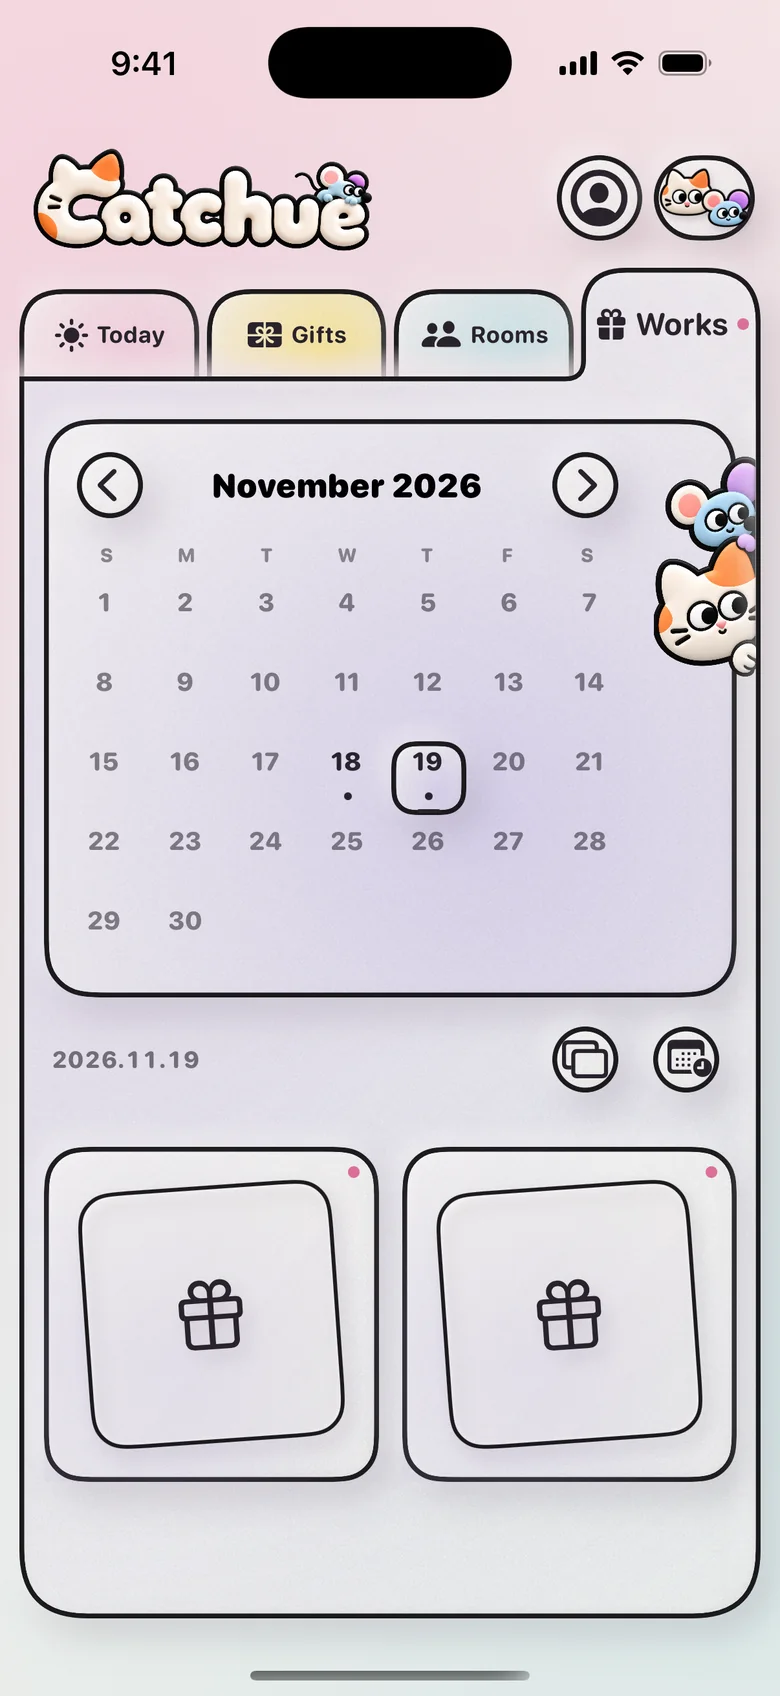 9:41
Catchue
Today
Gifts
Rooms
Works
November 2026
S M T W T F S
1 2 3 4 5 6 7
8 9 10 11 12 13 14
15 16 17 18 19 20 21
22 23 24 25 26 27 28
29 30
2026.11.19